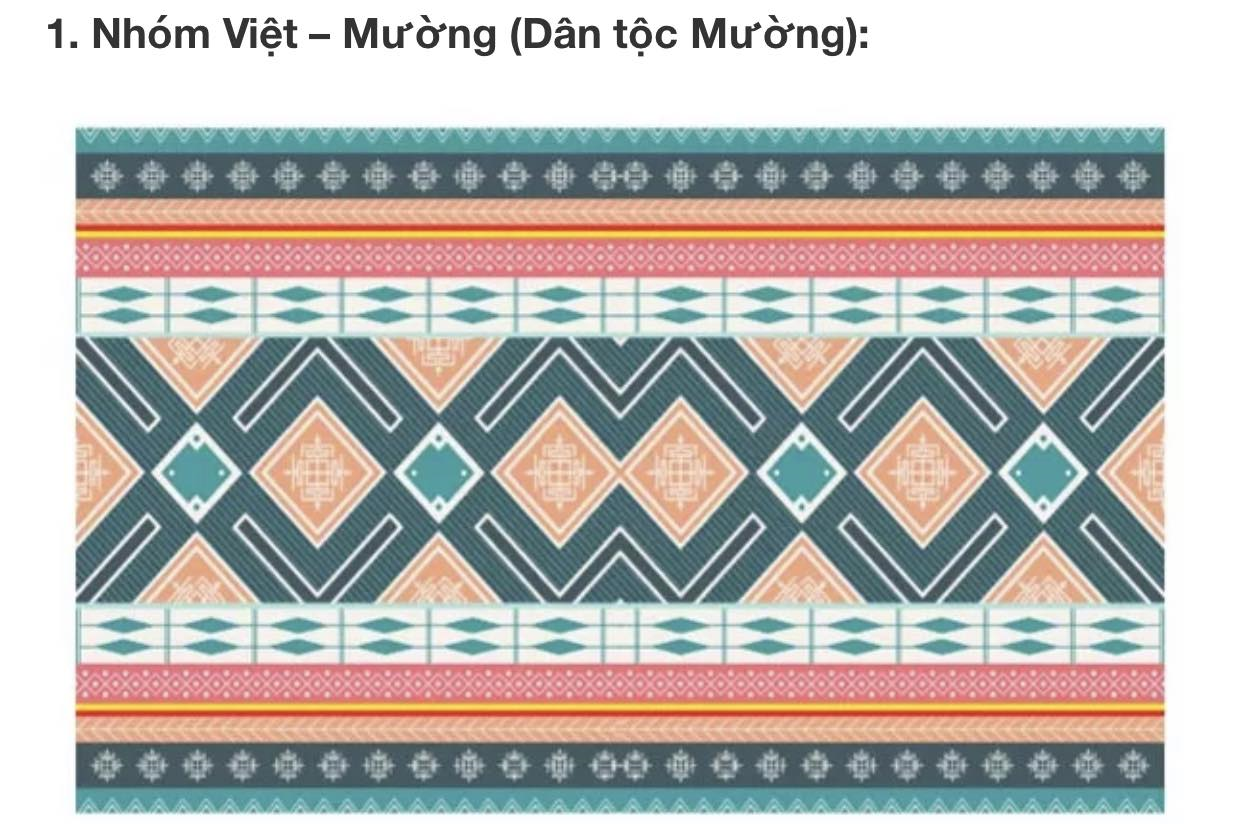 1. Nhóm Việt – Mường (Dân tộc Mường):